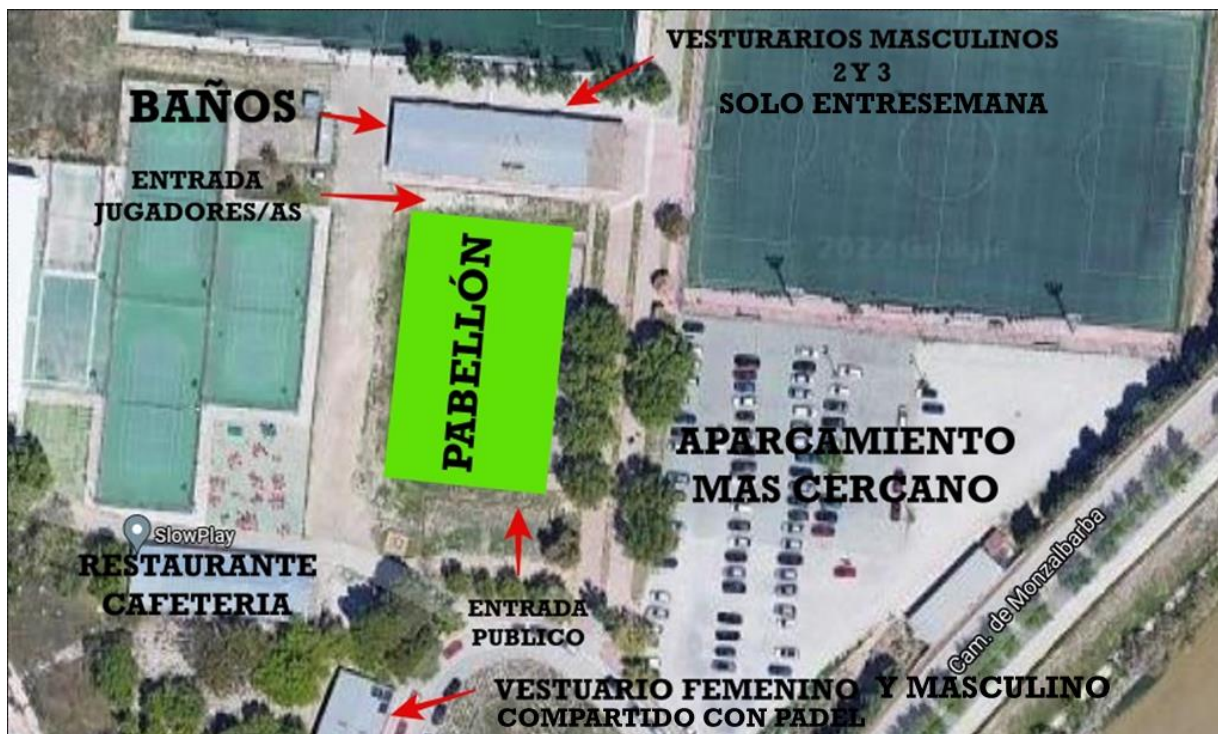 VESTURARIOS MASCULINOS
2 Y 3
SOLO ENTRESEMANA
BAÑOS
ENTRADA
JUGADORES/AS
PABELLÓN
APARCAMIENTO
MAS CERCANO
SlowPlay
RESTAURANTE
CAFETERIA
ENTRADA
PUBLICO
Cam. de Monzalbarba
VESTUARIO FEMENINO Y MASCULINO
COMPARTIDO CON PADEL